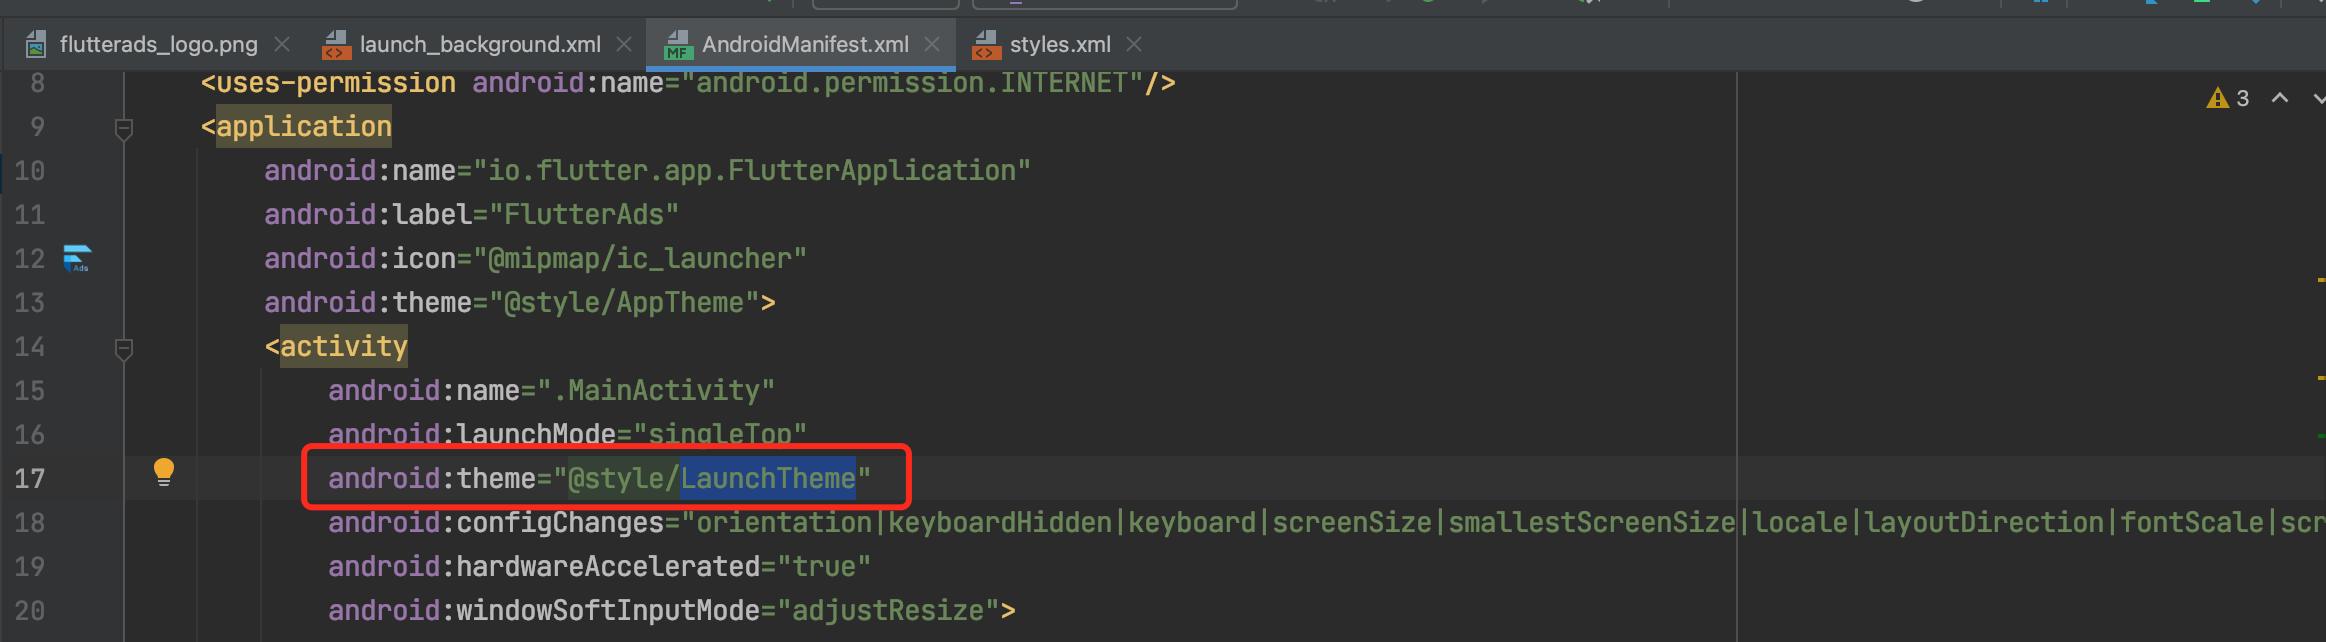 flutterads_logo.png launch_background.xml MF AndroidManifest.xml styles.xml
8 <uses-permission android:name="android.permission.INTERNET"/>
3
9 <application
10 android:name="io.flutter.app.FlutterApplication"
11 android:label="FlutterAds"
12 Ads android:icon="@mipmap/ic_launcher"
13 android:theme="@style/AppTheme">
14 <activity
15 android:name=".MainActivity"
16 android:launchMode="singleTop"
17 android:theme="@style/LaunchTheme"
18 android:configChanges="orientation|keyboardHidden|keyboard|screenSize|smallestScreenSize|locale|layoutDirection|fontScale|scr
19 android:hardwareAccelerated="true"
20 android:windowSoftInputMode="adjustResize">